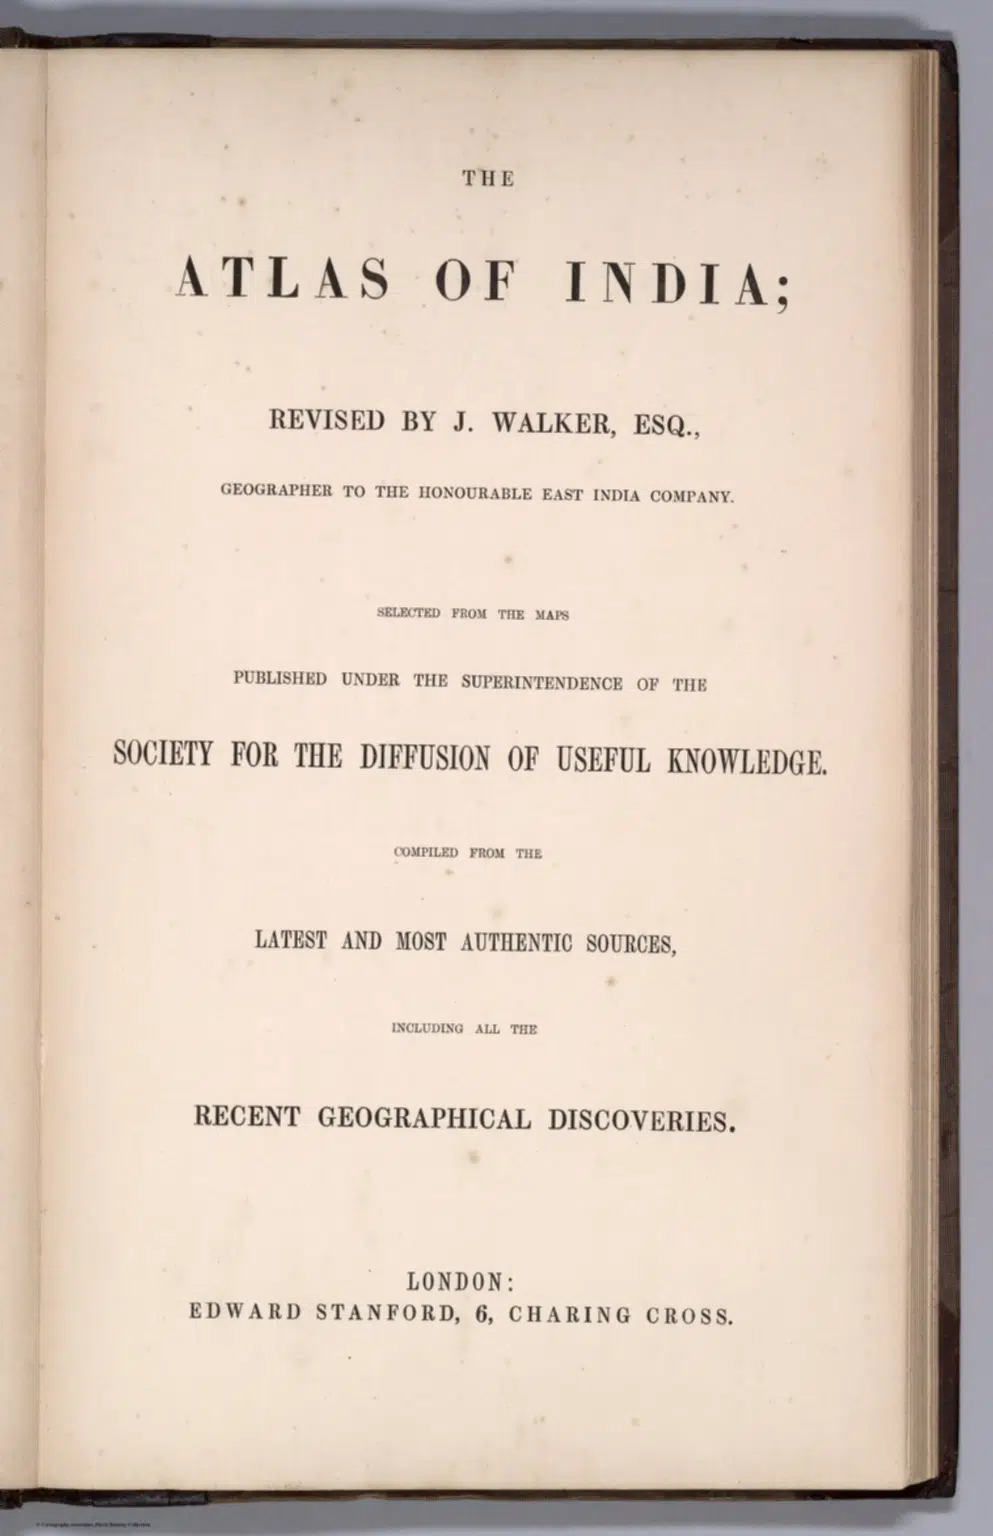 THE
ATLAS OF INDIA;
REVISED BY J. WALKER, ESQ.,
GEOGRAPHER TO THE HONOURABLE EAST INDIA COMPANY.
SELECTED FROM THE MAPS
PUBLISHED UNDER THE SUPERINTENDENCE OF THE
SOCIETY FOR THE DIFFUSION OF USEFUL KNOWLEDGE.
COMPILED FROM THE
LATEST AND MOST AUTHENTIC SOURCES,
INCLUDING ALL THE
RECENT GEOGRAPHICAL DISCOVERIES.
LONDON:
EDWARD STANFORD, 6, CHARING CROSS.